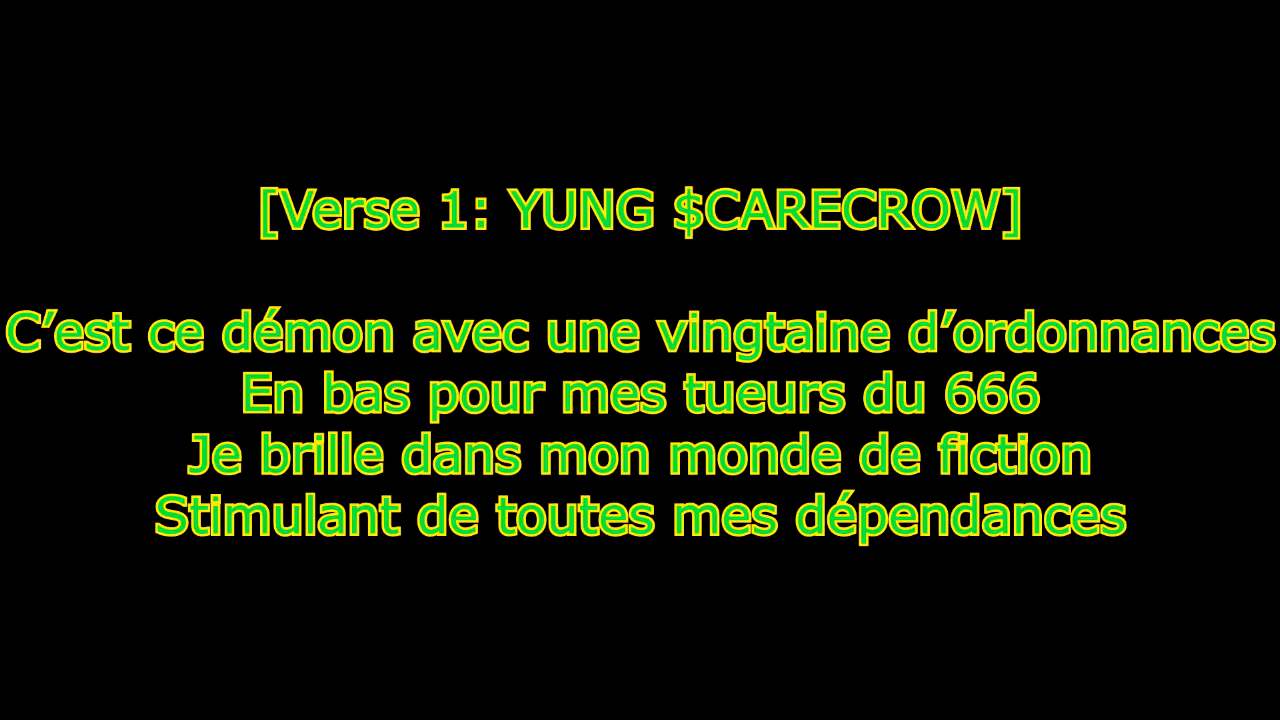 [Verse 1: YUNG $CARECROW]
C’est ce démon avec une vingtaine d’ordonnances
En bas pour mes tueurs du 666
Je brille dans mon monde de fiction
Stimulant de toutes mes dépendances